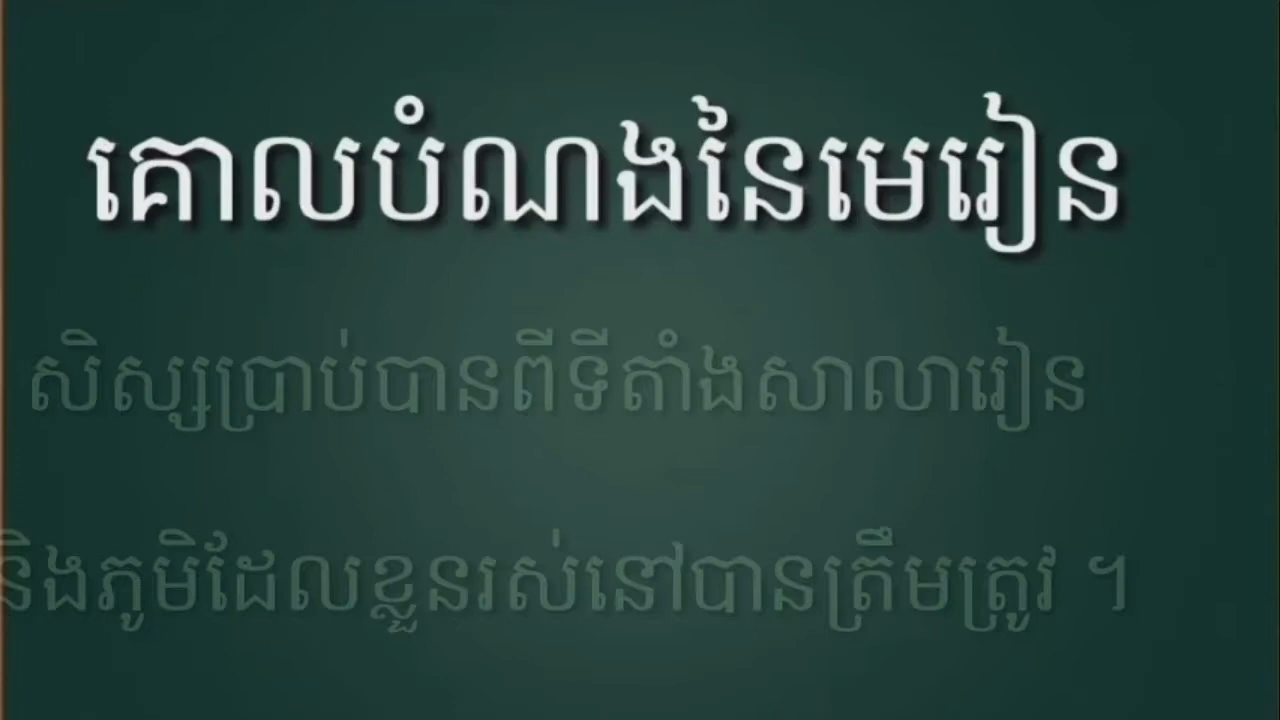 គោលបំណងនៃមេរៀន
សិស្សប្រាប់បានពីទីតាំងសាលារៀន
និងភូមិដែលខ្លួនរស់នៅបានត្រឹមត្រូវ ។